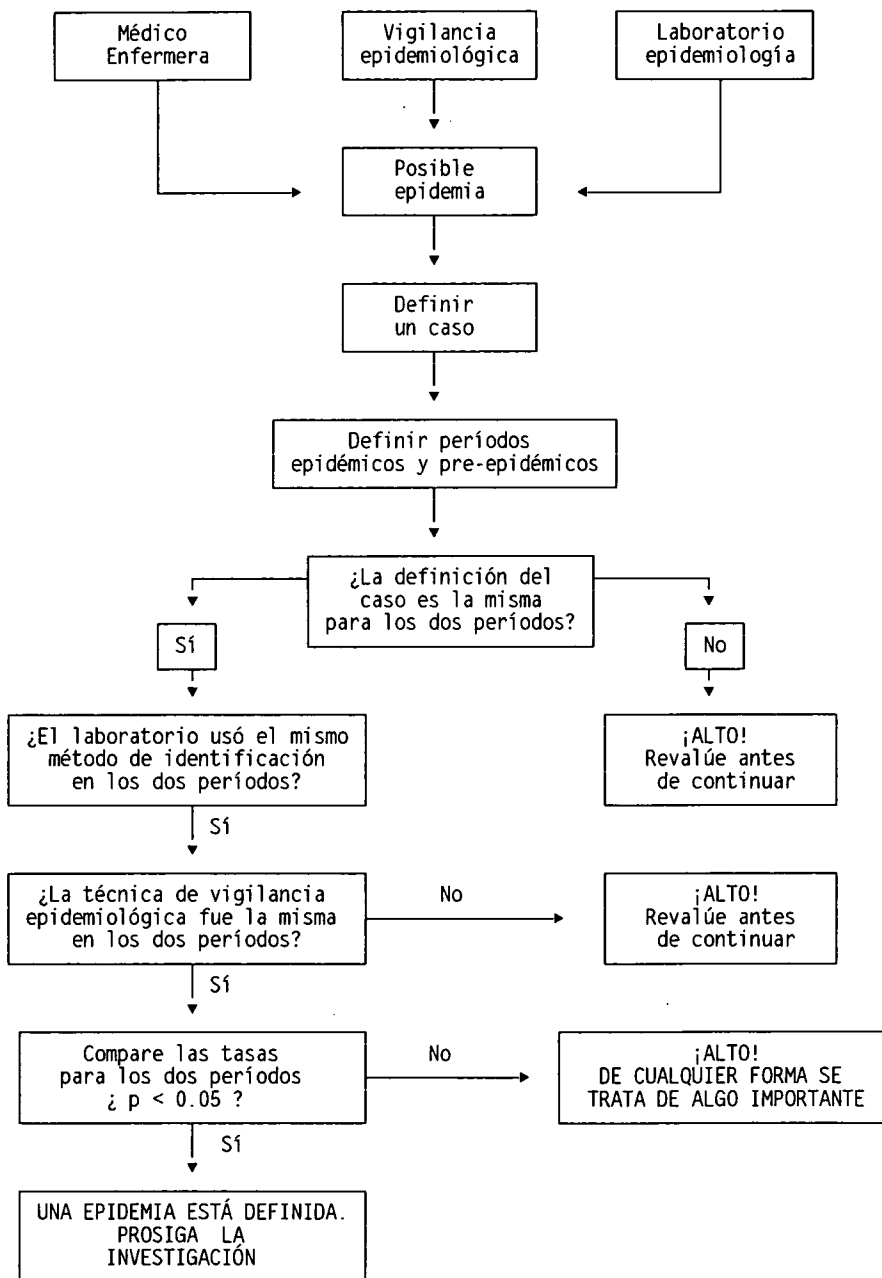 Médico
Enfermera
Vigilancia
epidemiológica
Laboratorio
epidemiología
Posible
epidemia
Definir
un caso
Definir períodos
epidémicos y pre-epidémicos
¿La definición del
caso es la misma
para los dos períodos?
Sí
No
¿El laboratorio usó el mismo
método de identificación
en los dos períodos?
¡ALTO!
Revalúe antes
de continuar
Sí
¿La técnica de vigilancia
epidemiológica fue la misma
en los dos períodos?
No
¡ALTO!
Revalúe antes
de continuar
Sí
Compare las tasas
para los dos períodos
¿ p < 0.05 ?
No
¡ALTO!
DE CUALQUIER FORMA SE
TRATA DE ALGO IMPORTANTE
Sí
UNA EPIDEMIA ESTÁ DEFINIDA.
PROSIGA LA
INVESTIGACIÓN